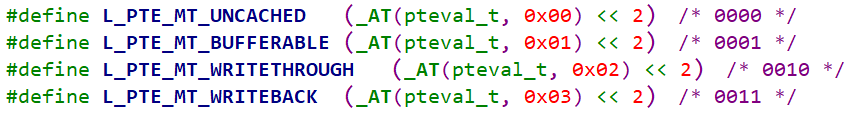 #define L_PTE_MT_UNCACHED (_AT(pteval_t, 0x00) << 2) /* 0000 */
#define L_PTE_MT_BUFFERABLE (_AT(pteval_t, 0x01) << 2) /* 0001 */
#define L_PTE_MT_WRITETHROUGH (_AT(pteval_t, 0x02) << 2) /* 0010 */
#define L_PTE_MT_WRITEBACK (_AT(pteval_t, 0x03) << 2) /* 0011 */